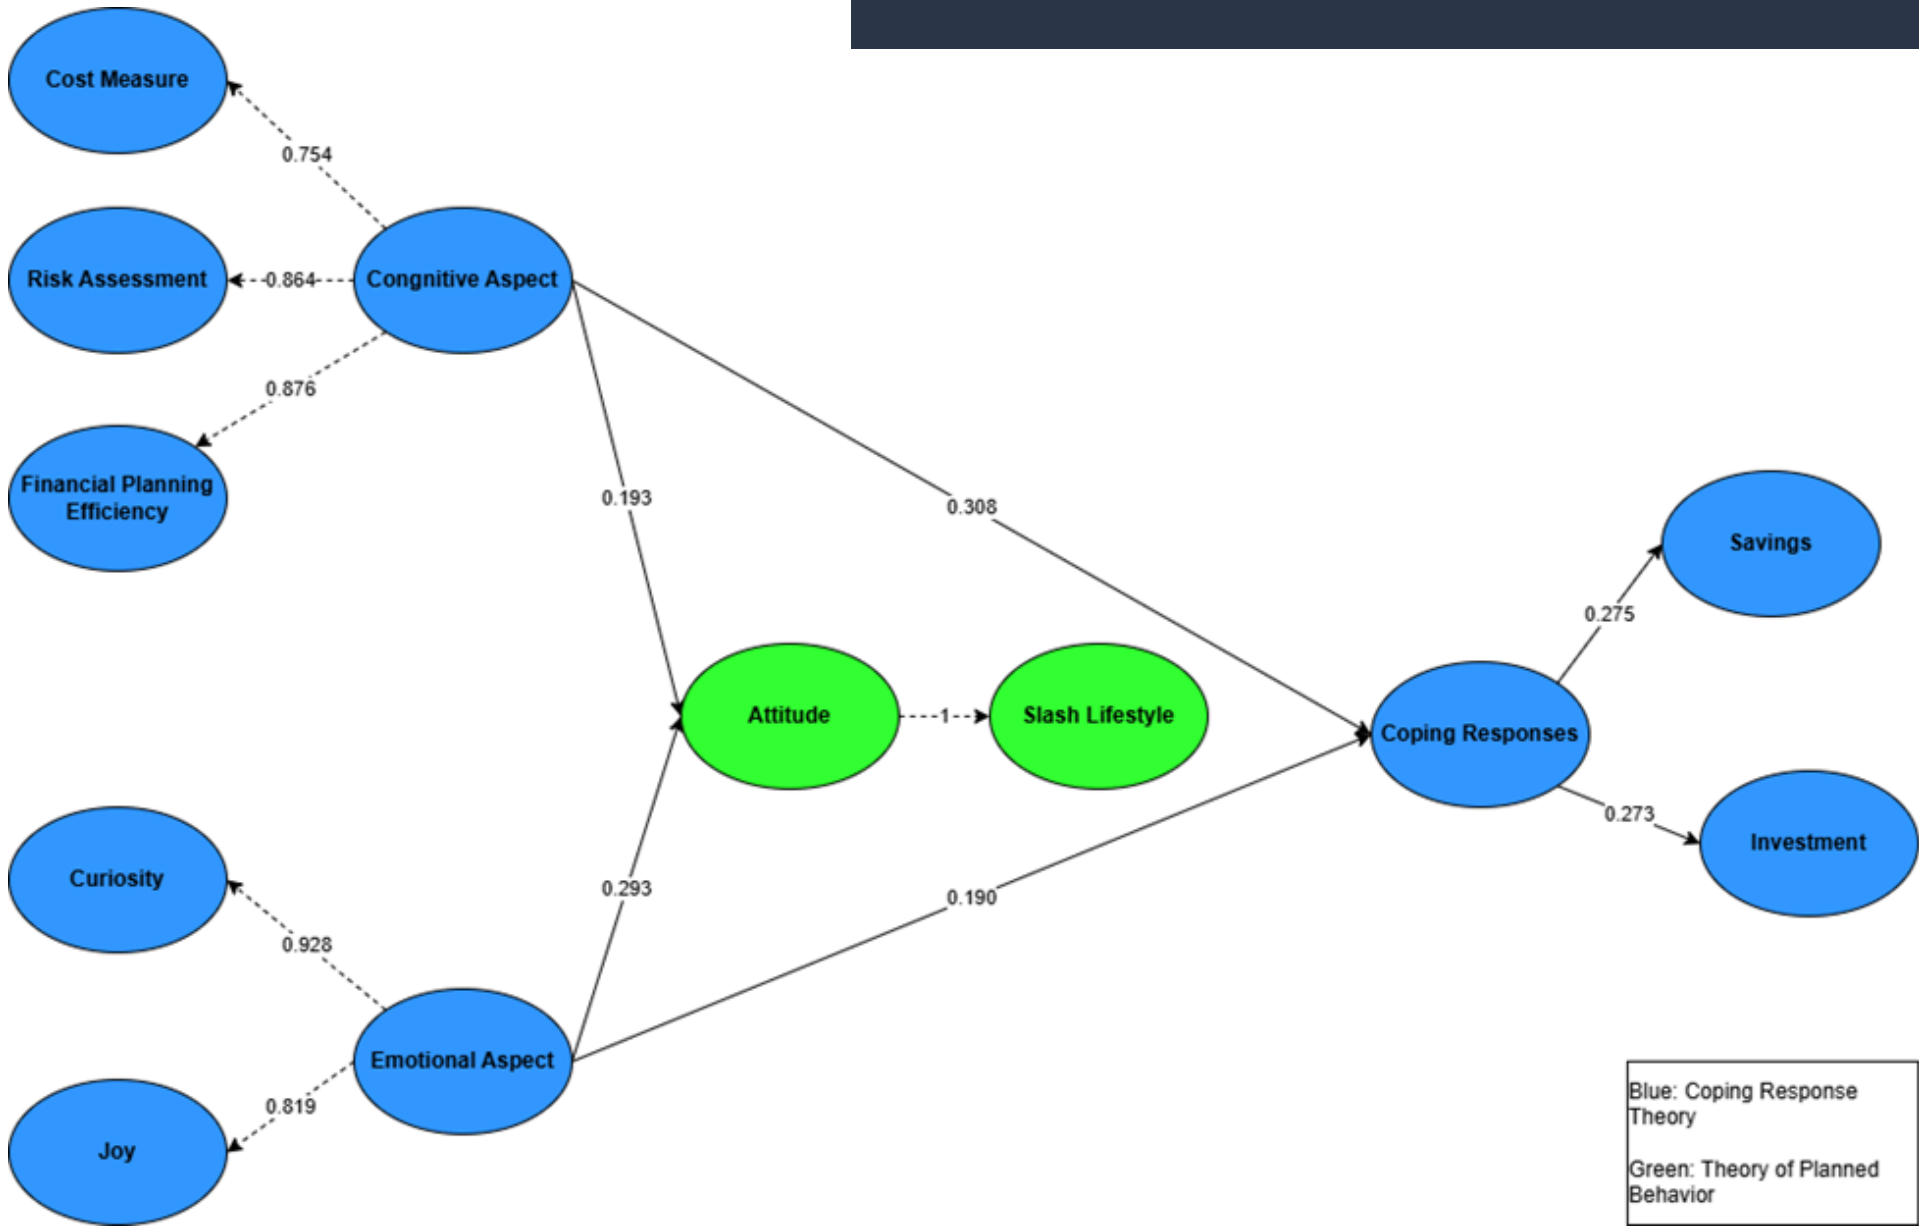 Cost Measure
0.754
Risk Assessment
0.864
Congnitive Aspect
0.876
Financial Planning
Efficiency
0.193
0.308
Savings
0.275
Attitude
1
Slash Lifestyle
Coping Responses
0.273
Investment
Curiosity
0.293
0.190
0.928
Emotional Aspect
0.819
Joy
Blue: Coping Response
Theory
Green: Theory of Planned
Behavior